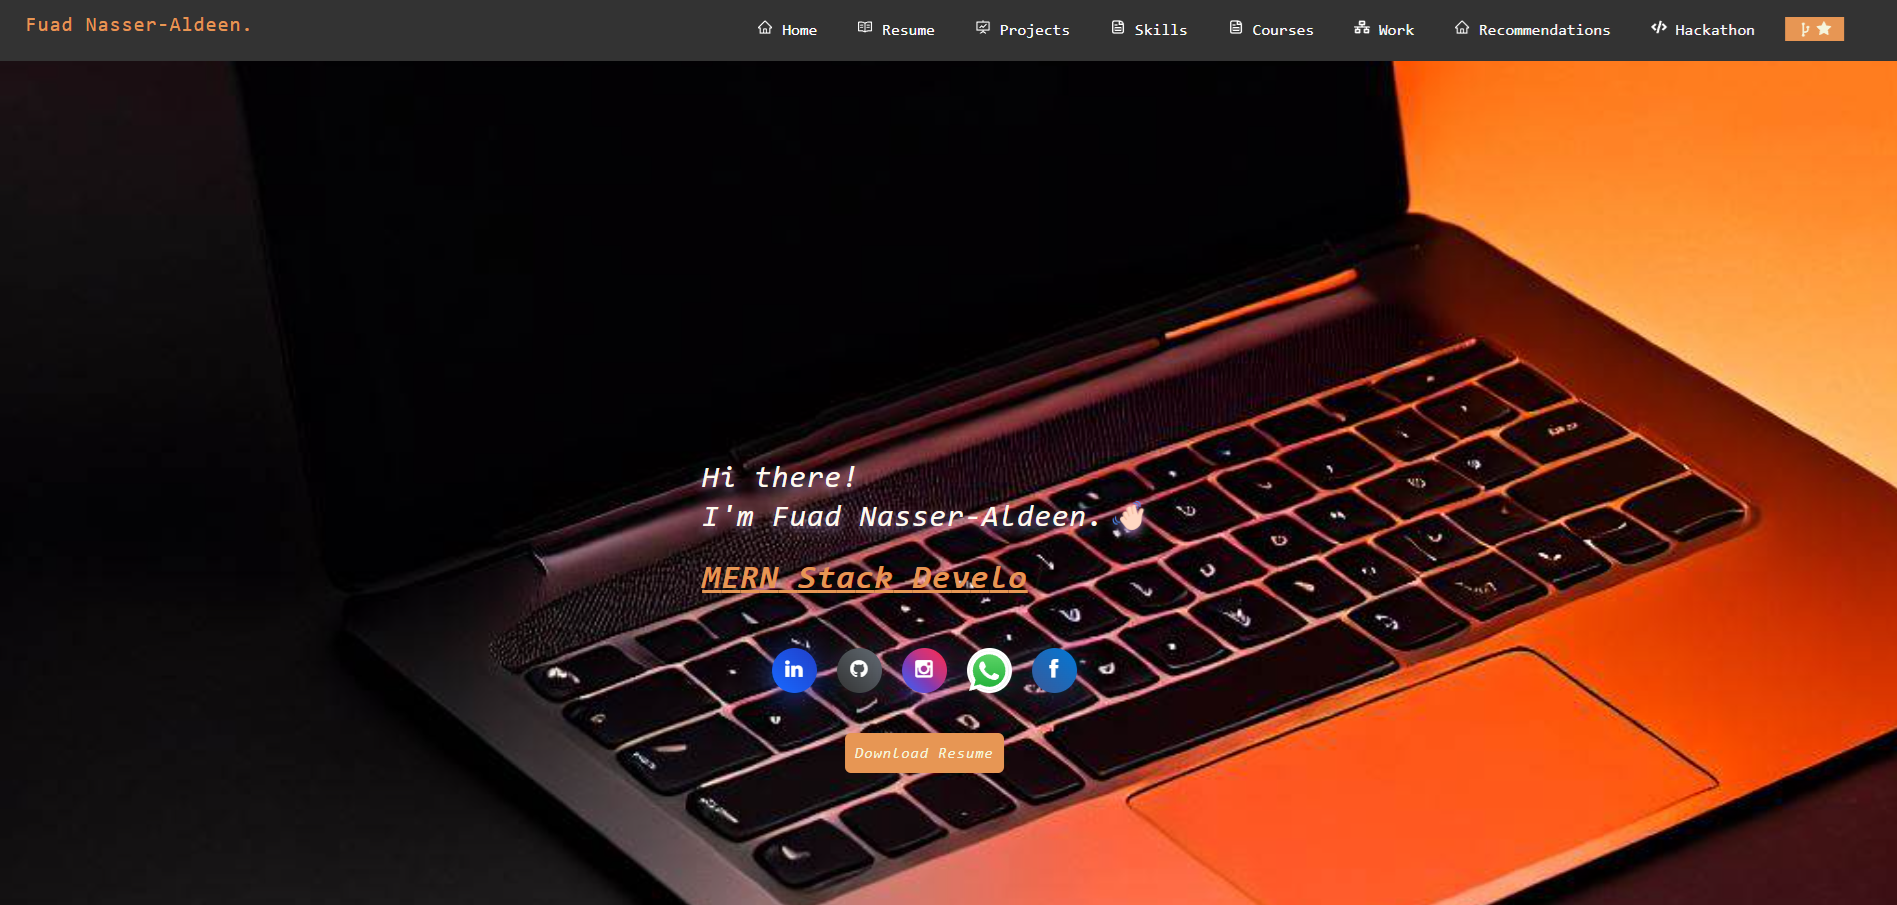 Fuad Nasser-Aldeen.
Home Resume Projects Skills Courses Work Recommendations Hackathon
Hi there!
I'm Fuad Nasser-Aldeen. 👋🏻
MERN Stack Develo
in
f
Download Resume